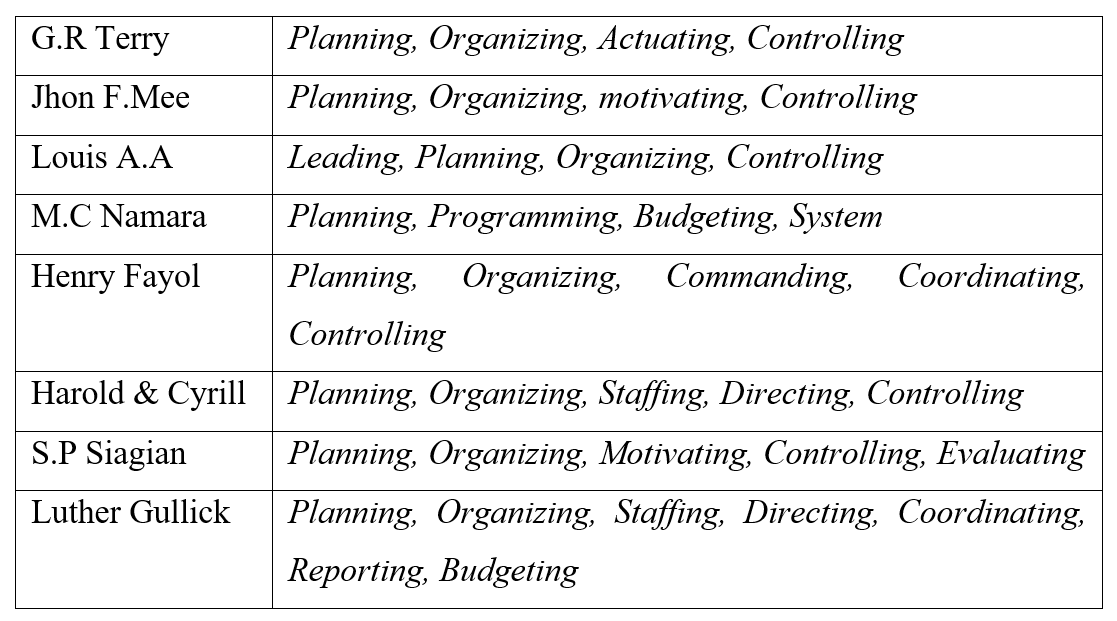 G.R Terry Planning, Organizing, Actuating, Controlling
Jhon F.Mee Planning, Organizing, motivating, Controlling
Louis A.A Leading, Planning, Organizing, Controlling
M.C Namara Planning, Programming, Budgeting, System
Henry Fayol Planning, Organizing, Commanding, Coordinating,
Controlling
Harold & Cyrill Planning, Organizing, Staffing, Directing, Controlling
S.P Siagian Planning, Organizing, Motivating, Controlling, Evaluating
Luther Gullick Planning, Organizing, Staffing, Directing, Coordinating,
Reporting, Budgeting